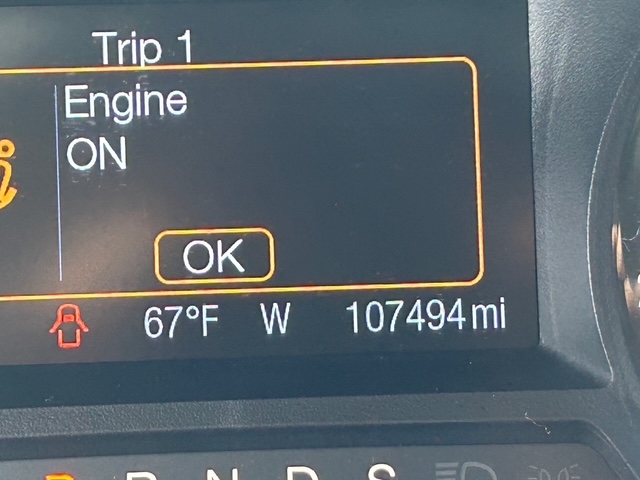 Trip 1
Engine
ON
OK
67°F W 107494mi
P R N D S